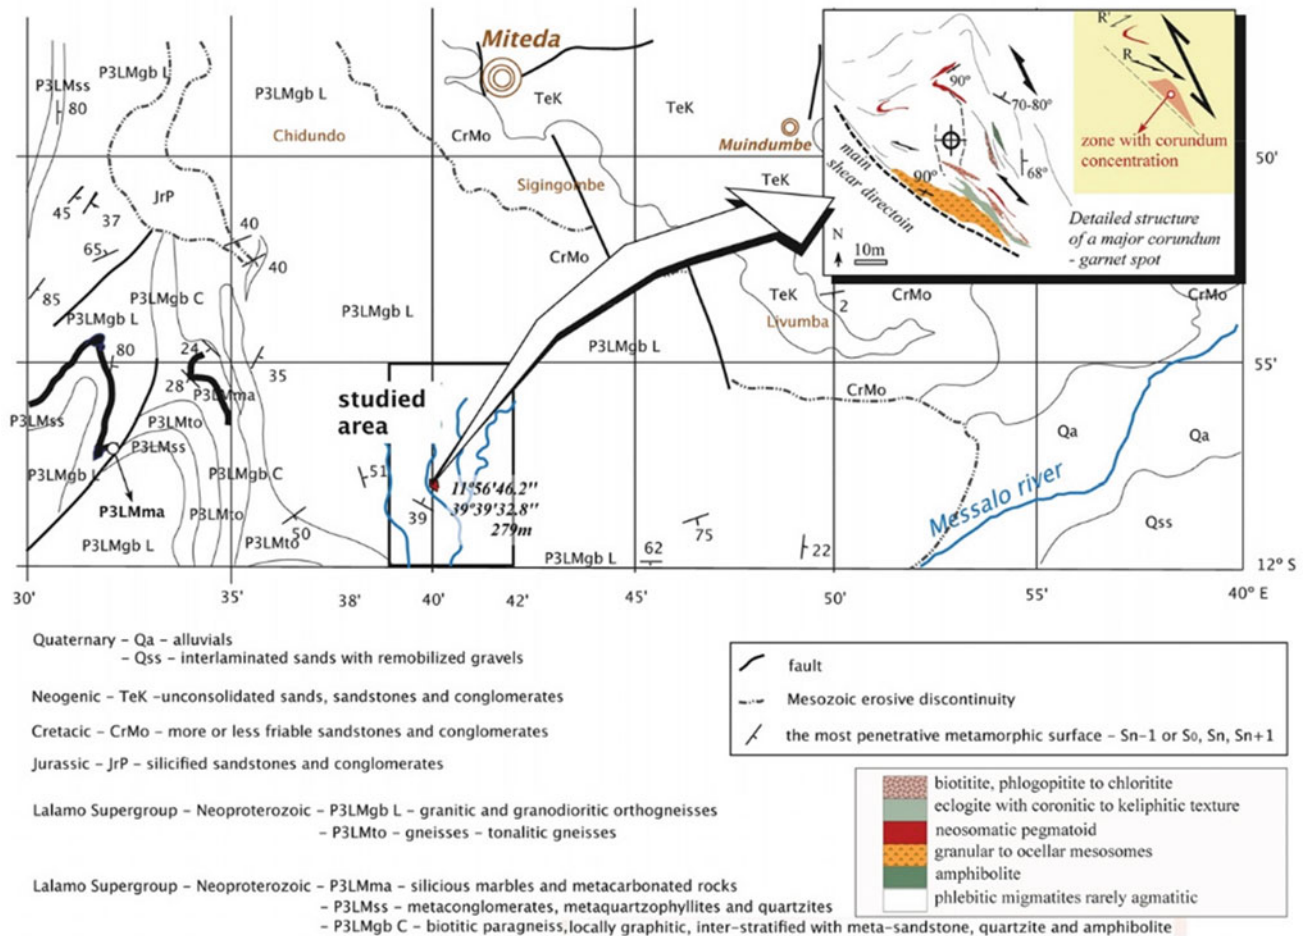 Miteda
P3LMss
80
P3LMgb L
P3LMgb L
Chidundo
CrMo
TeK
TeK
Muindumbe
Sigingombe
TeK
50'
45
37
JrP
65
40
40
85
P3LMgb C
P3LMgb L
P3LMgb L
CrMo
TeK
2
CrMo
CrMo
Livumba
P3LMgb L
80
24
28
35
P3LMma
55'
CrMo
studied
area
P3LMss
P3LMto
P3LMss
P3LMgb L
P3LMgb C
51
Qa
Qa
11°56'46.2"
39°39'32.8"
279m
39
P3LMma
P3LMto
50
P3LMgb L
P3LMto
P3LMgb L
62
75
22
Messalo river
Qss
12° S
30'
35'
38'
40'
42'
45'
50'
55'
40° E
90°
70-80°
68°
90°
main
shear directoin
N
10m
R'
R
zone with corundum
concentration
Detailed structure
of a major corundum
- garnet spot
Quaternary – Qa – alluvials
– Qss – interlaminated sands with remobilized gravels
Neogenic – TeK –unconsolidated sands, sandstones and conglomerates
Cretacic – CrMo – more or less friable sandstones and conglomerates
Jurassic – JrP – silicified sandstones and conglomerates
Lalamo Supergroup – Neoproterozoic – P3LMgb L – granitic and granodioritic orthogneisses
– P3LMto – gneisses – tonalitic gneisses
Lalamo Supergroup – Neoproterozoic – P3LMma – silicious marbles and metacarbonated rocks
– P3LMss – metaconglomerates, metaquartzophyllites and quartzites
– P3LMgb C – biotitic paragneiss,locally graphitic, inter-stratified with meta-sandstone, quartzite and amphibolite
fault
Mesozoic erosive discontinuity
the most penetrative metamorphic surface – Sn-1 or S0, Sn, Sn+1
biotitite, phlogopitite to chloritite
eclogite with coronitic to keliphitic texture
neosomatic pegmatoid
granular to ocellar mesosomes
amphibolite
phlebitic migmatites rarely agmatitic